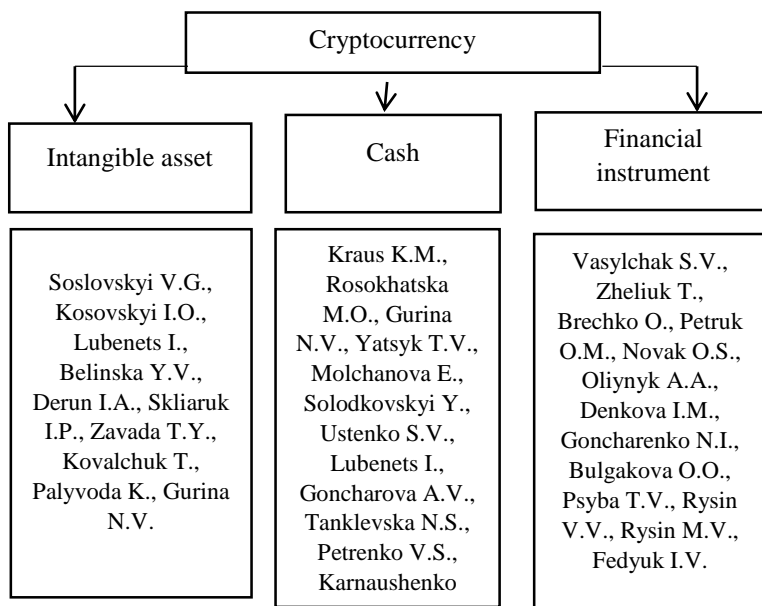 Cryptocurrency
Intangible asset
Cash
Financial
instrument
Soslovskyi V.G.,
Kosovskyi I.O.,
Lubenets I.,
Belinska Y.V.,
Derun I.A., Skliaruk
I.P., Zavada T.Y.,
Kovalchuk T.,
Palyvoda K., Gurina
N.V.
Kraus K.M.,
Rosokhatska
M.O., Gurina
N.V., Yatsyk T.V.,
Molchanova E.,
Solodkovskyi Y.,
Ustenko S.V.,
Lubenets I.,
Goncharova A.V.,
Tanklevska N.S.,
Petrenko V.S.,
Karnaushenko
Vasylchak S.V.,
Zheliuk T.,
Brechko O., Petruk
O.M., Novak O.S.,
Oliynyk A.A.,
Denkova I.M.,
Goncharenko N.I.,
Bulgakova O.O.,
Psyba T.V., Rysin
V.V., Rysin M.V.,
Fedyuk I.V.